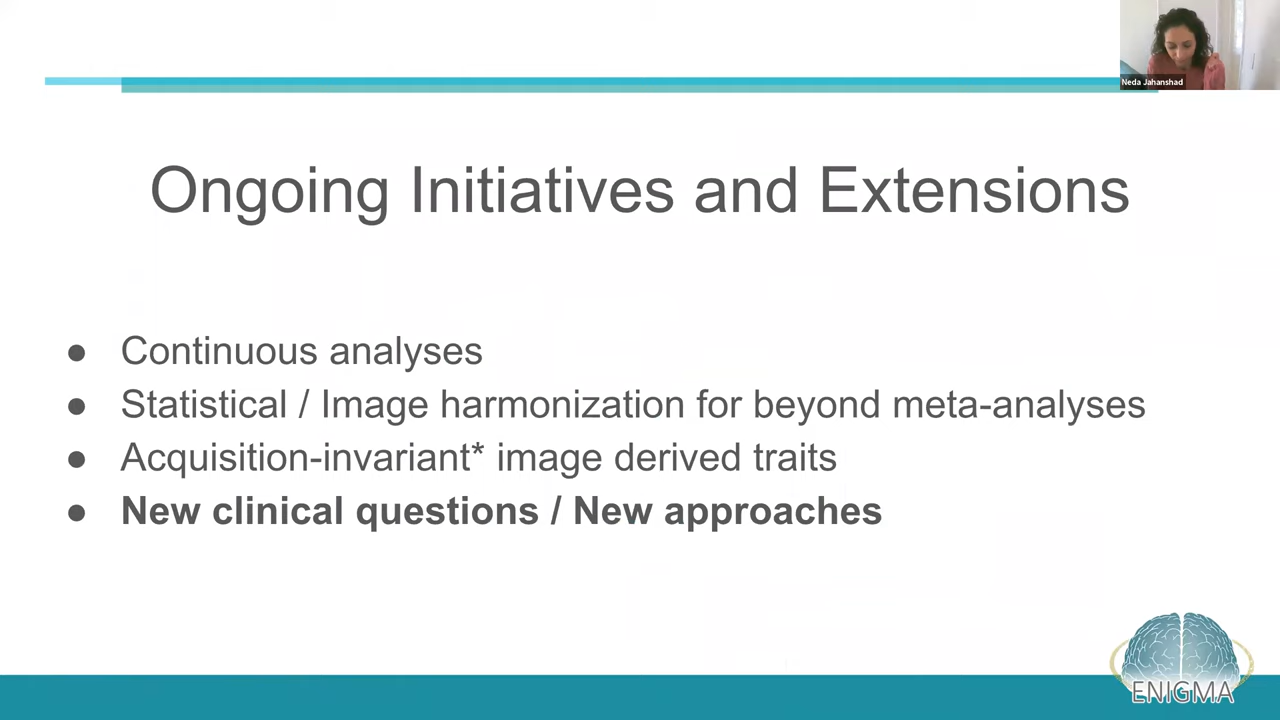 Neda Jahanshad
Ongoing Initiatives and Extensions
● Continuous analyses
● Statistical / Image harmonization for beyond meta-analyses
● Acquisition-invariant* image derived traits
● New clinical questions / New approaches
ENIGMA